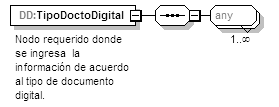 DD:TipoDoctoDigital
any
1..∞
Nodo requerido donde
se ingresa la
información de acuerdo
al tipo de documento
digital.